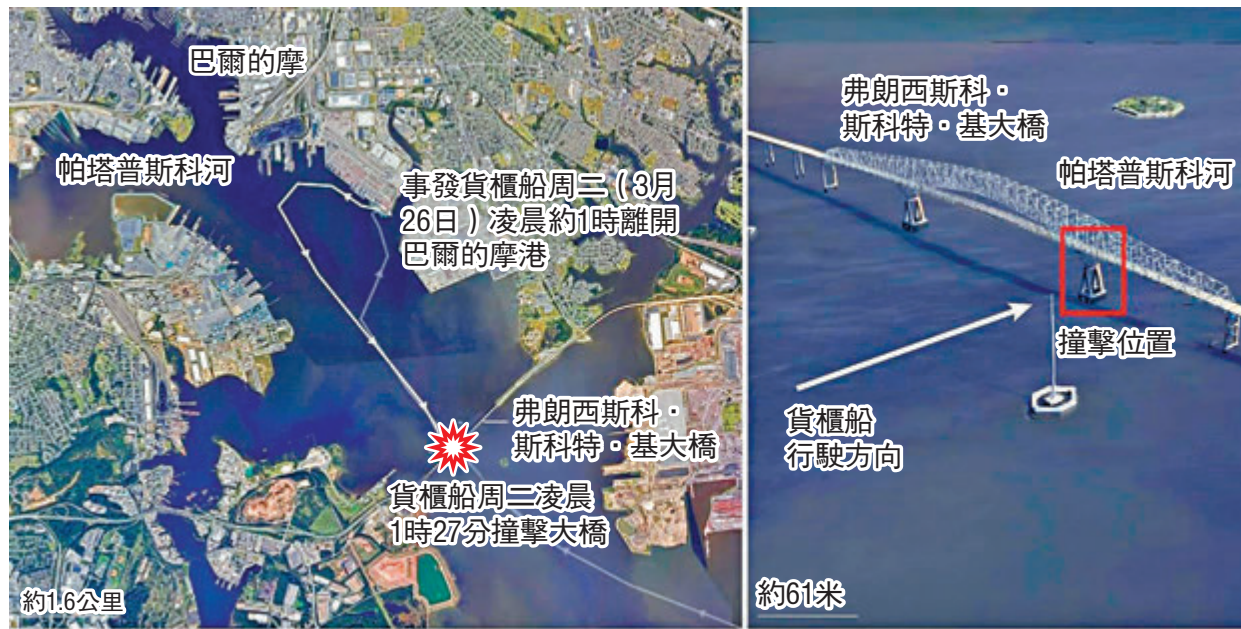 巴爾的摩
帕塔普斯科河
事發貨櫃船周二(3月
26日)凌晨約1時離開
巴爾的摩港
弗朗西斯科·
斯科特·基大橋
貨櫃船周二凌晨
1時27分撞擊大橋
約1.6公里
弗朗西斯科·
斯科特·基大橋
帕塔普斯科河
撞擊位置
貨櫃船
行駛方向
約61米